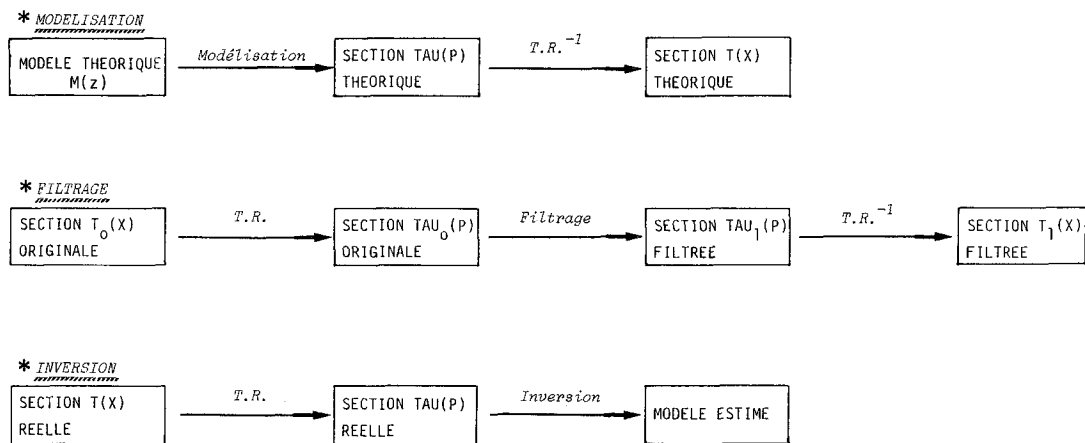 * MODELISATION
MODELE THEORIQUE
M(z)
Modélisation
SECTION TAU(P)
THEORIQUE
T.R.⁻¹
SECTION T(X)
THEORIQUE
* FILTRAGE
SECTION T₀(X)
ORIGINALE
T.R.
SECTION TAU₀(P)
ORIGINALE
Filtrage
SECTION TAU₁(P)
FILTREE
T.R.⁻¹
SECTION T₁(X)
FILTREE
* INVERSION
SECTION T(X)
REELLE
T.R.
SECTION TAU(P)
REELLE
Inversion
MODELE ESTIME